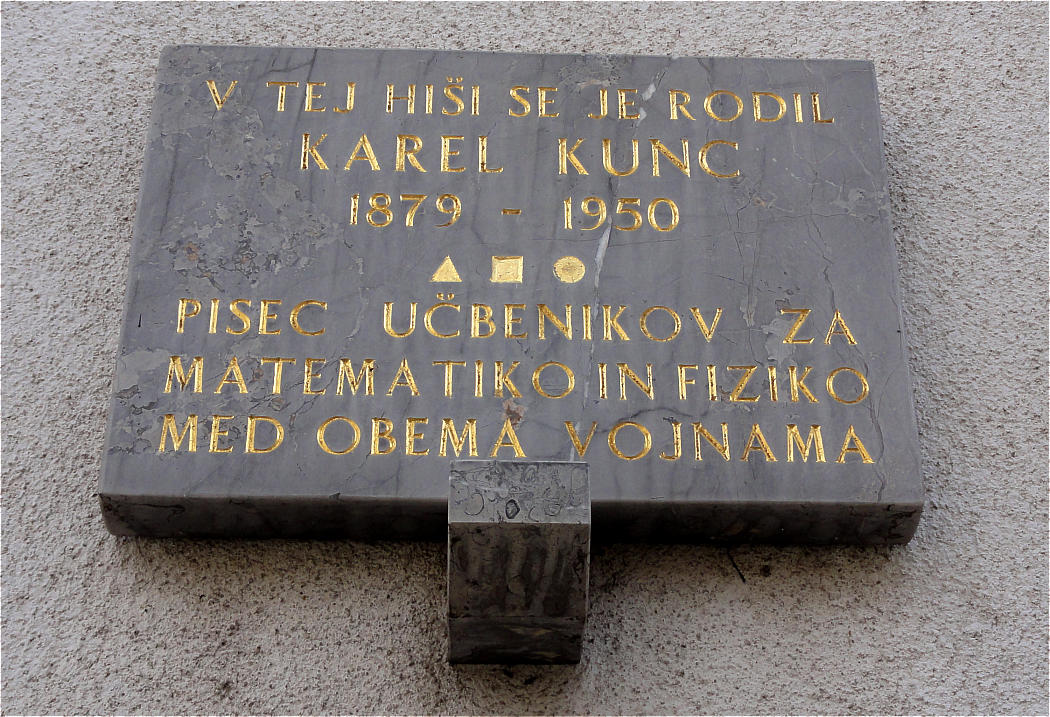 V TEJ HIŠI SE JE RODIL
KAREL KUNC
1879 - 1950
PISEC UČBENIKOV ZA
MATEMATIKO IN FIZIKO
MED OBEMA VOJNAMA